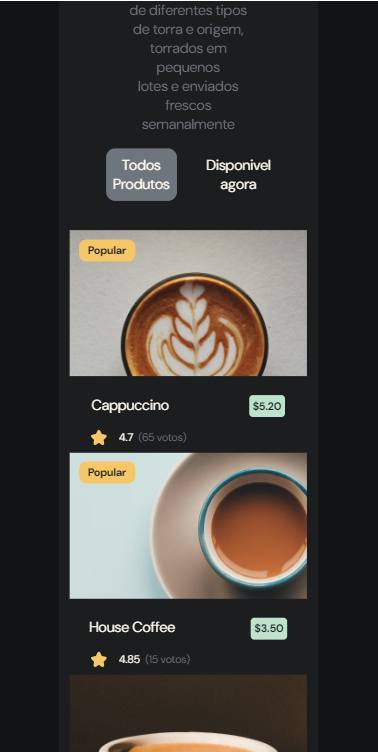 de diferentes tipos
de torra e origem,
torrados em
pequenos
lotes e enviados
frescos
semanalmente
Todos
Produtos
Disponivel
agora
Popular
Cappuccino
$5.20
4.7 (65 votos)
Popular
House Coffee
$3.50
4.85 (15 votos)